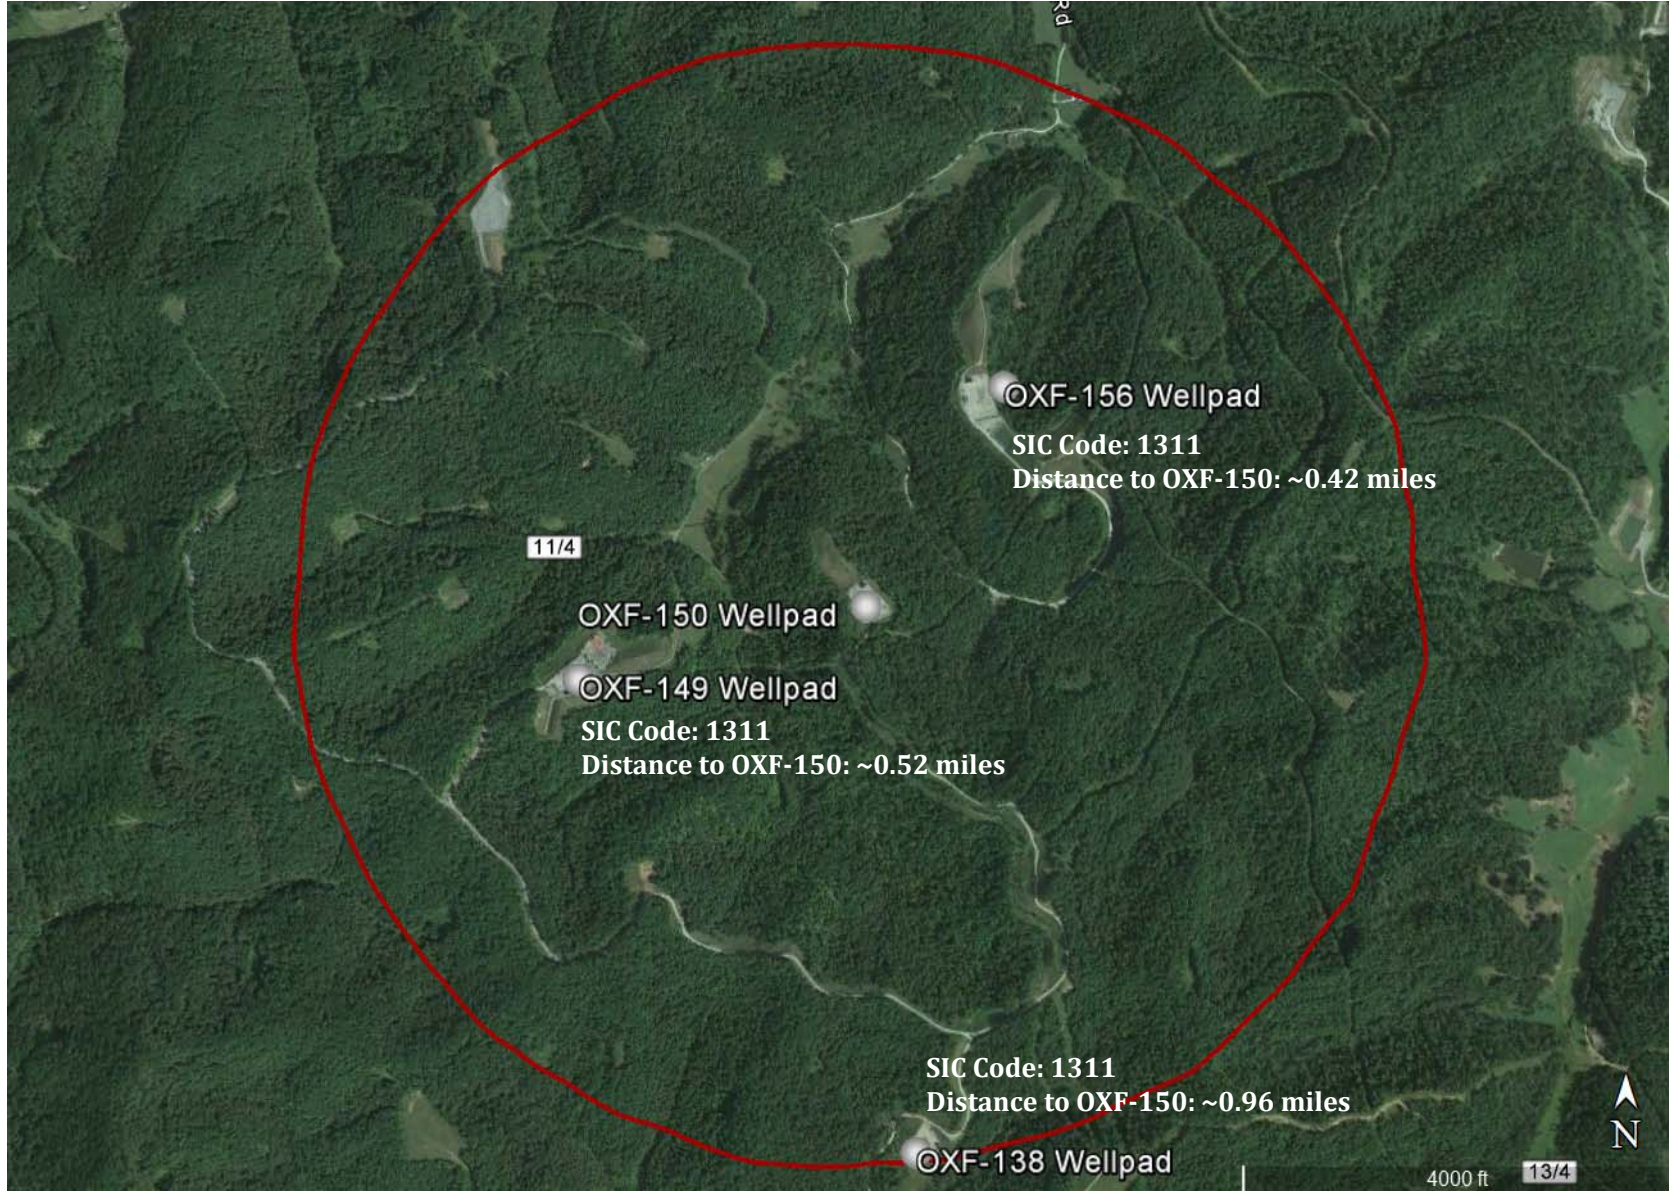 Rd
OXF-156 Wellpad
SIC Code: 1311
Distance to OXF-150: ~0.42 miles
11/4
OXF-150 Wellpad
OXF-149 Wellpad
SIC Code: 1311
Distance to OXF-150: ~0.52 miles
SIC Code: 1311
Distance to OXF-150: ~0.96 miles
OXF-138 Wellpad
N
4000 ft
13/4